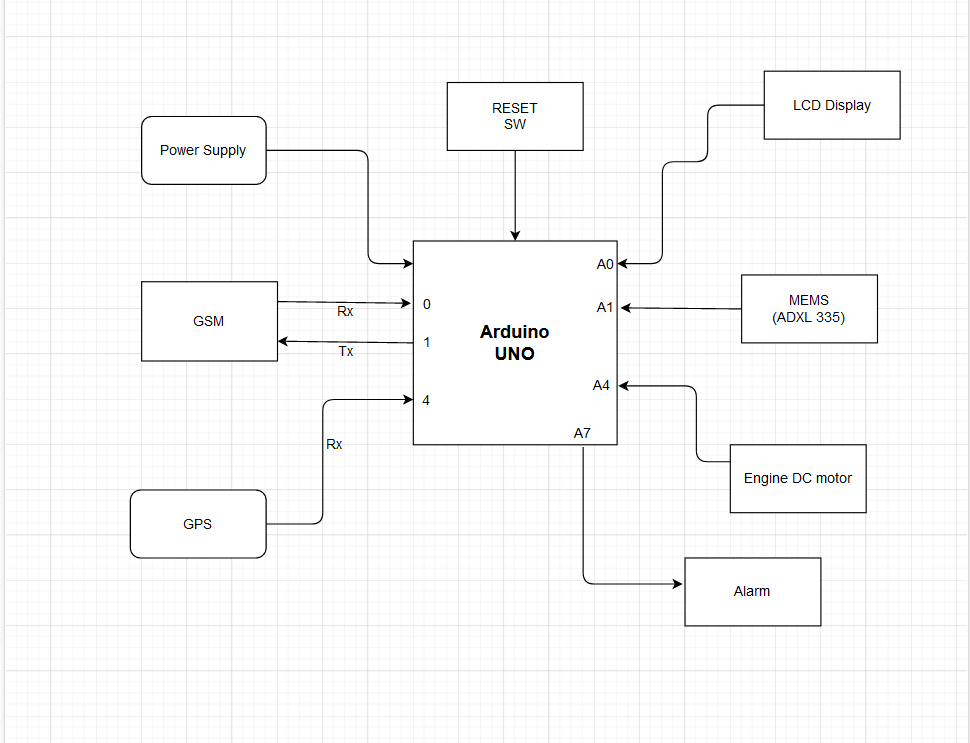 LCD Display
RESET
SW
Power Supply
A0
MEMS
(ADXL 335)
A1
0
Rx
GSM
Arduino
UNO
1
Tx
A4
4
A7
Rx
Engine DC motor
GPS
Alarm